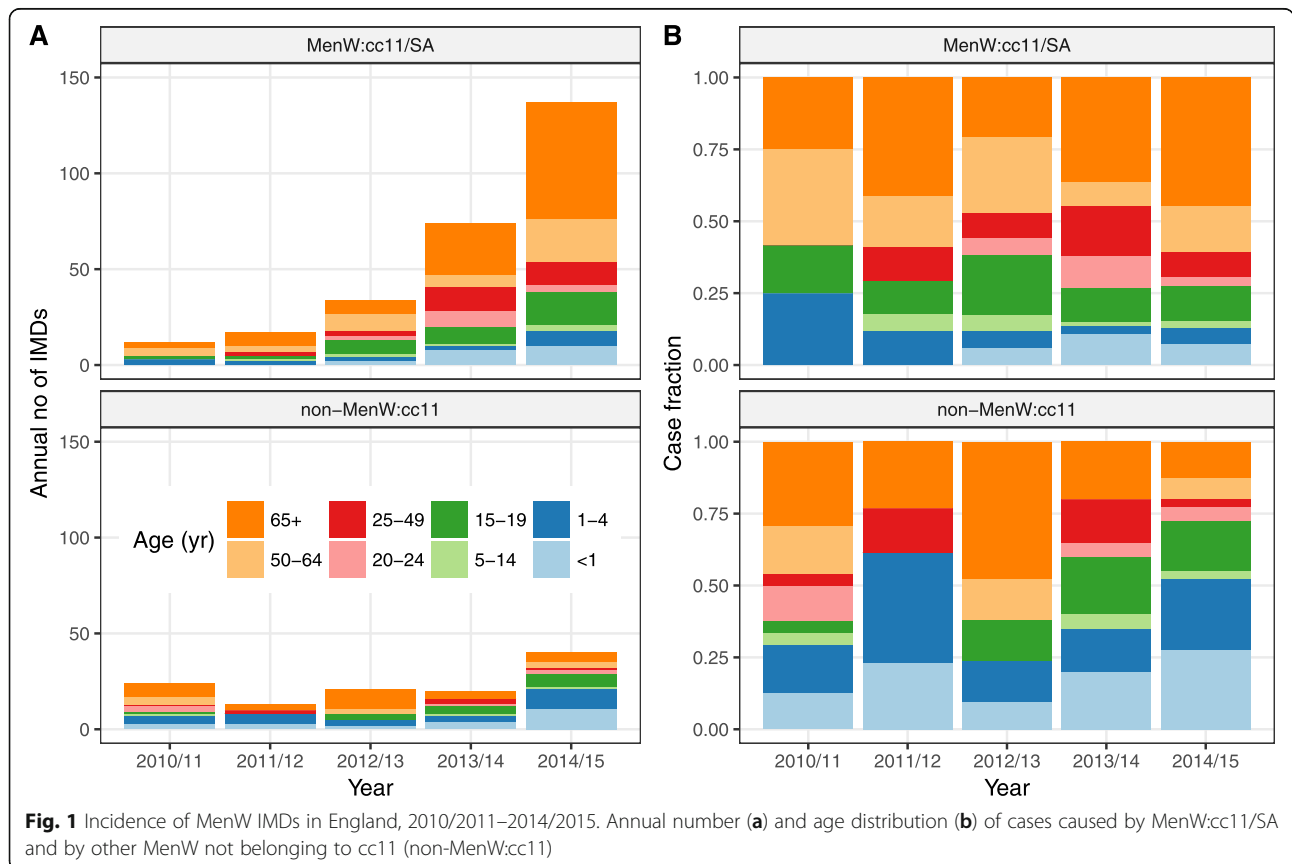 A
MenW:cc11/SA
150
100
50
0
non−MenW:cc11
150
100
50
0
Annual no of IMDs
Age (yr)
65+ 25−49 15−19 1−4
50−64 20−24 5−14 <1
2010/11 2011/12 2012/13 2013/14 2014/15
Year
B
MenW:cc11/SA
1.00
0.75
0.50
0.25
0.00
non−MenW:cc11
1.00
0.75
0.50
0.25
0.00
Case fraction
2010/11 2011/12 2012/13 2013/14 2014/15
Year
Fig. 1 Incidence of MenW IMDs in England, 2010/2011–2014/2015. Annual number (a) and age distribution (b) of cases caused by MenW:cc11/SA
and by other MenW not belonging to cc11 (non-MenW:cc11)